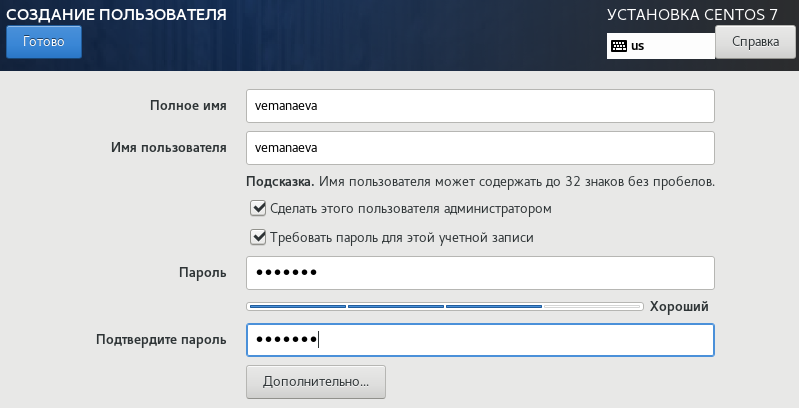 СОЗДАНИЕ ПОЛЬЗОВАТЕЛЯ
УСТАНОВКА CENTOS 7
Готово
us
Справка
Полное имя
vemanaeva
Имя пользователя
vemanaeva
Подсказка. Имя пользователя может содержать до 32 знаков без пробелов.
Сделать этого пользователя администратором
Требовать пароль для этой учетной записи
Пароль
•••••••
Хороший
Подтвердите пароль
•••••••
Дополнительно...